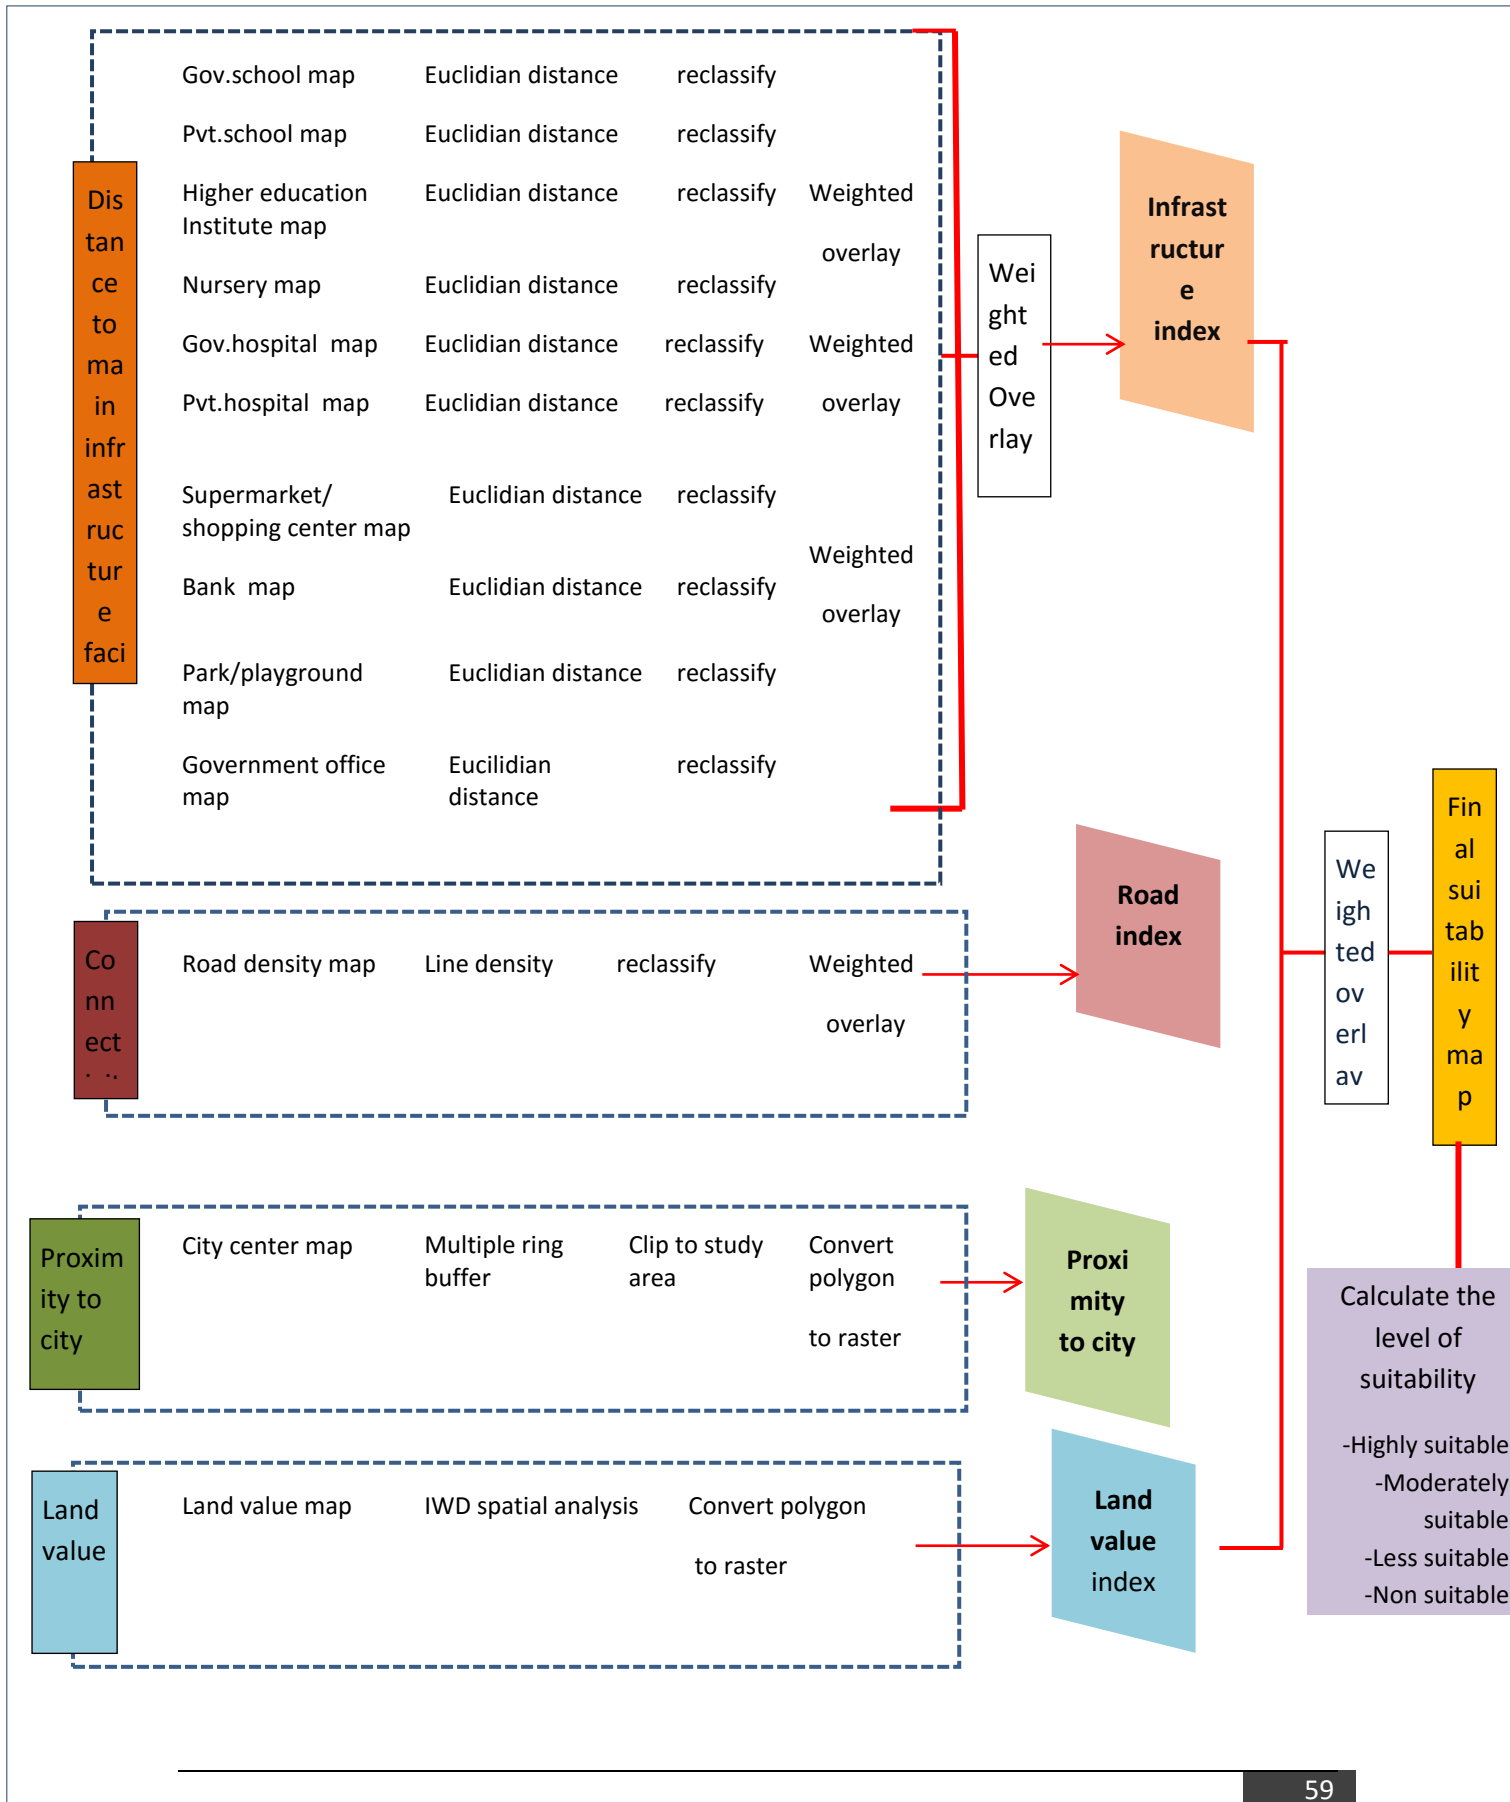 Gov.school map Euclidian distance reclassify
Pvt.school map Euclidian distance reclassify
Higher education Euclidian distance reclassify Weighted
Institute map
overlay
Nursery map Euclidian distance reclassify
Gov.hospital map Euclidian distance reclassify Weighted
Pvt.hospital map Euclidian distance reclassify overlay
Supermarket/ Euclidian distance reclassify
shopping center map
Weighted
Bank map Euclidian distance reclassify
overlay
Park/playground Euclidian distance reclassify
map
Government office Eucilidian reclassify
map distance
Dis
tan
ce
to
ma
in
infr
ast
ruc
tur
e
faci
Wei
ght
ed
Ove
rlay
Infrast
ructur
e
index
Co
nn
ect
Road density map Line density reclassify Weighted
overlay
Road
index
Proxim
ity to
city
City center map Multiple ring Clip to study Convert
buffer area polygon
to raster
Proxi
mity
to city
Land
value
Land value map IWD spatial analysis Convert polygon
to raster
Land
value
index
We
igh
ted
ov
erl
ay
Fin
al
sui
tab
ilit
y
ma
p
Calculate the
level of
suitability
-Highly suitable
-Moderately
suitable
-Less suitable
-Non suitable
59